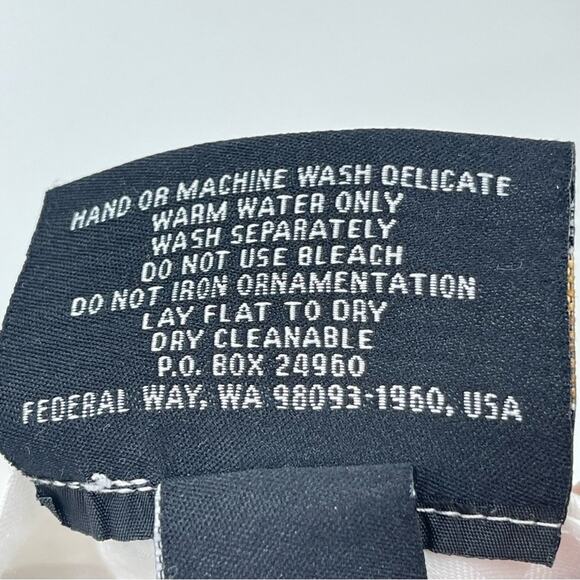 HAND OR MACHINE WASH DELICATE
WARM WATER ONLY
WASH SEPARATELY
DO NOT USE BLEACH
DO NOT IRON ORNAMENTATION
LAY FLAT TO DRY
DRY CLEANABLE
P.O. BOX 24960
FEDERAL WAY, WA 98093-1960, USA